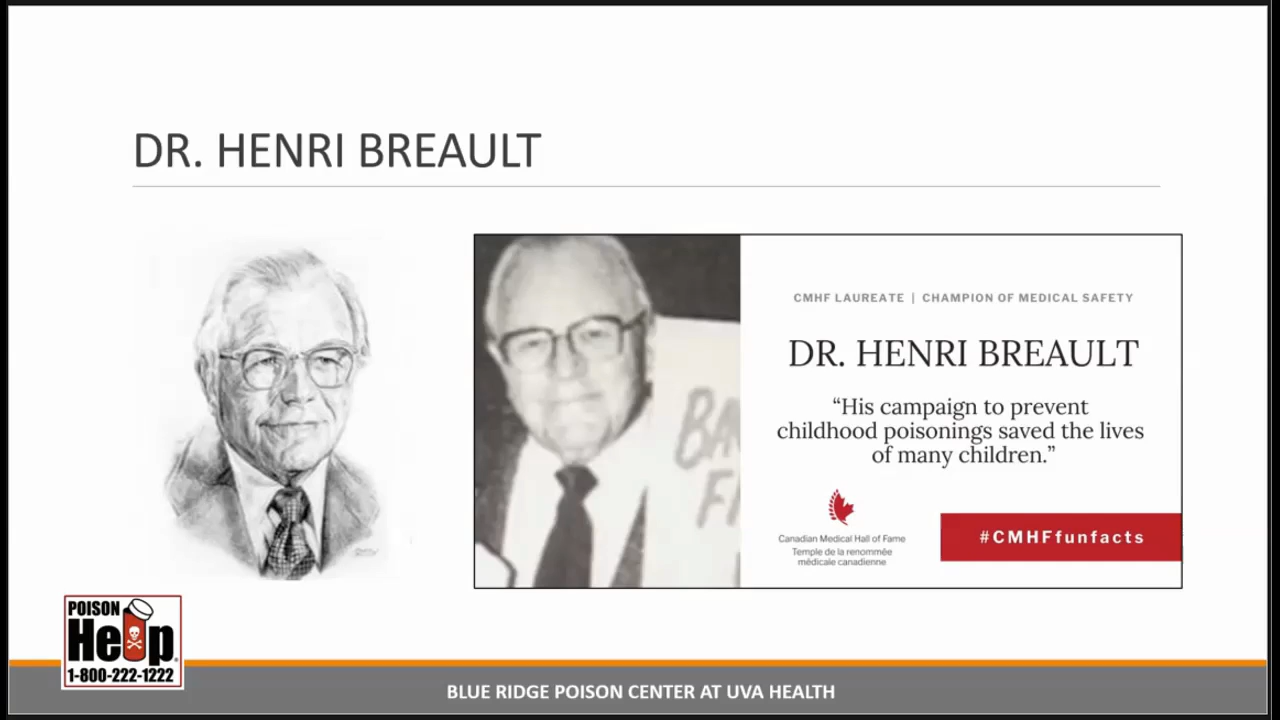 DR. HENRI BREAULT
CMHF LAUREATE | CHAMPION OF MEDICAL SAFETY
DR. HENRI BREAULT
“His campaign to prevent
childhood poisonings saved the lives
of many children.”
Canadian Medical Hall of Fame
Temple de la renommée
médicale canadienne
#CMHFfunfacts
POISON
Help
1-800-222-1222
BLUE RIDGE POISON CENTER AT UVA HEALTH